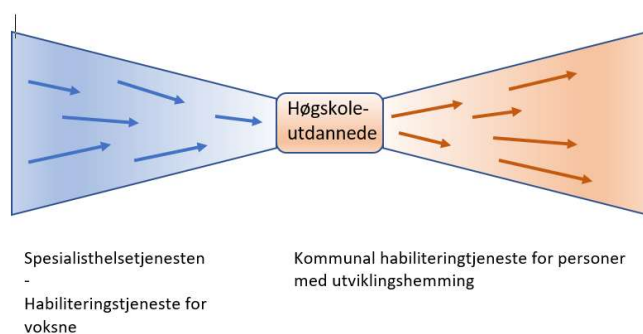 Høgskole-
utdannede
Spesialisthelsetjenesten
-
Habiliteringstjeneste for
voksne
Kommunal habiliteringtjeneste for personer
med utviklingshemming